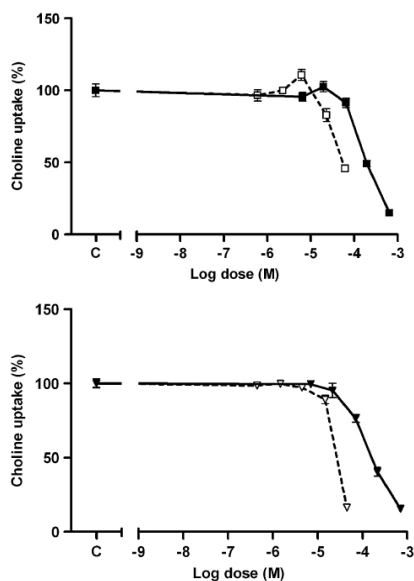 150
100
50
0
Choline uptake (%)
C -9 -8 -7 -6 -5 -4 -3
Log dose (M)
150
100
50
0
Choline uptake (%)
C -9 -8 -7 -6 -5 -4 -3
Log dose (M)